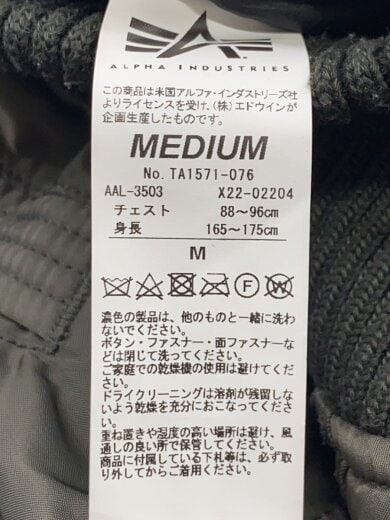 ALPHA INDUSTRIES
この商品は米国アルファ・インダストリーズ社
よりライセンスを受け、(株)エドウインが
企画生産したものです。
MEDIUM
No. TA1571-076
AAL-3503 X22-02204
チェスト 88〜96cm
身長 165〜175cm
M
F W
濃色の製品は、他のものと一緒に洗わ
ないでください。
ボタン・ファスナー・面ファスナーな
どは閉じて洗ってください。
ご家庭での乾燥機の使用は避けてくだ
さい。
ドライクリーニングは溶剤が残留しな
いよう乾燥を充分におこなってくださ
い。
重ね置きや湿度の高い場所は避け、風
通しの良い所で保管してください。
商品に付属している下札等は、必ず取
り外してからご着用ください。